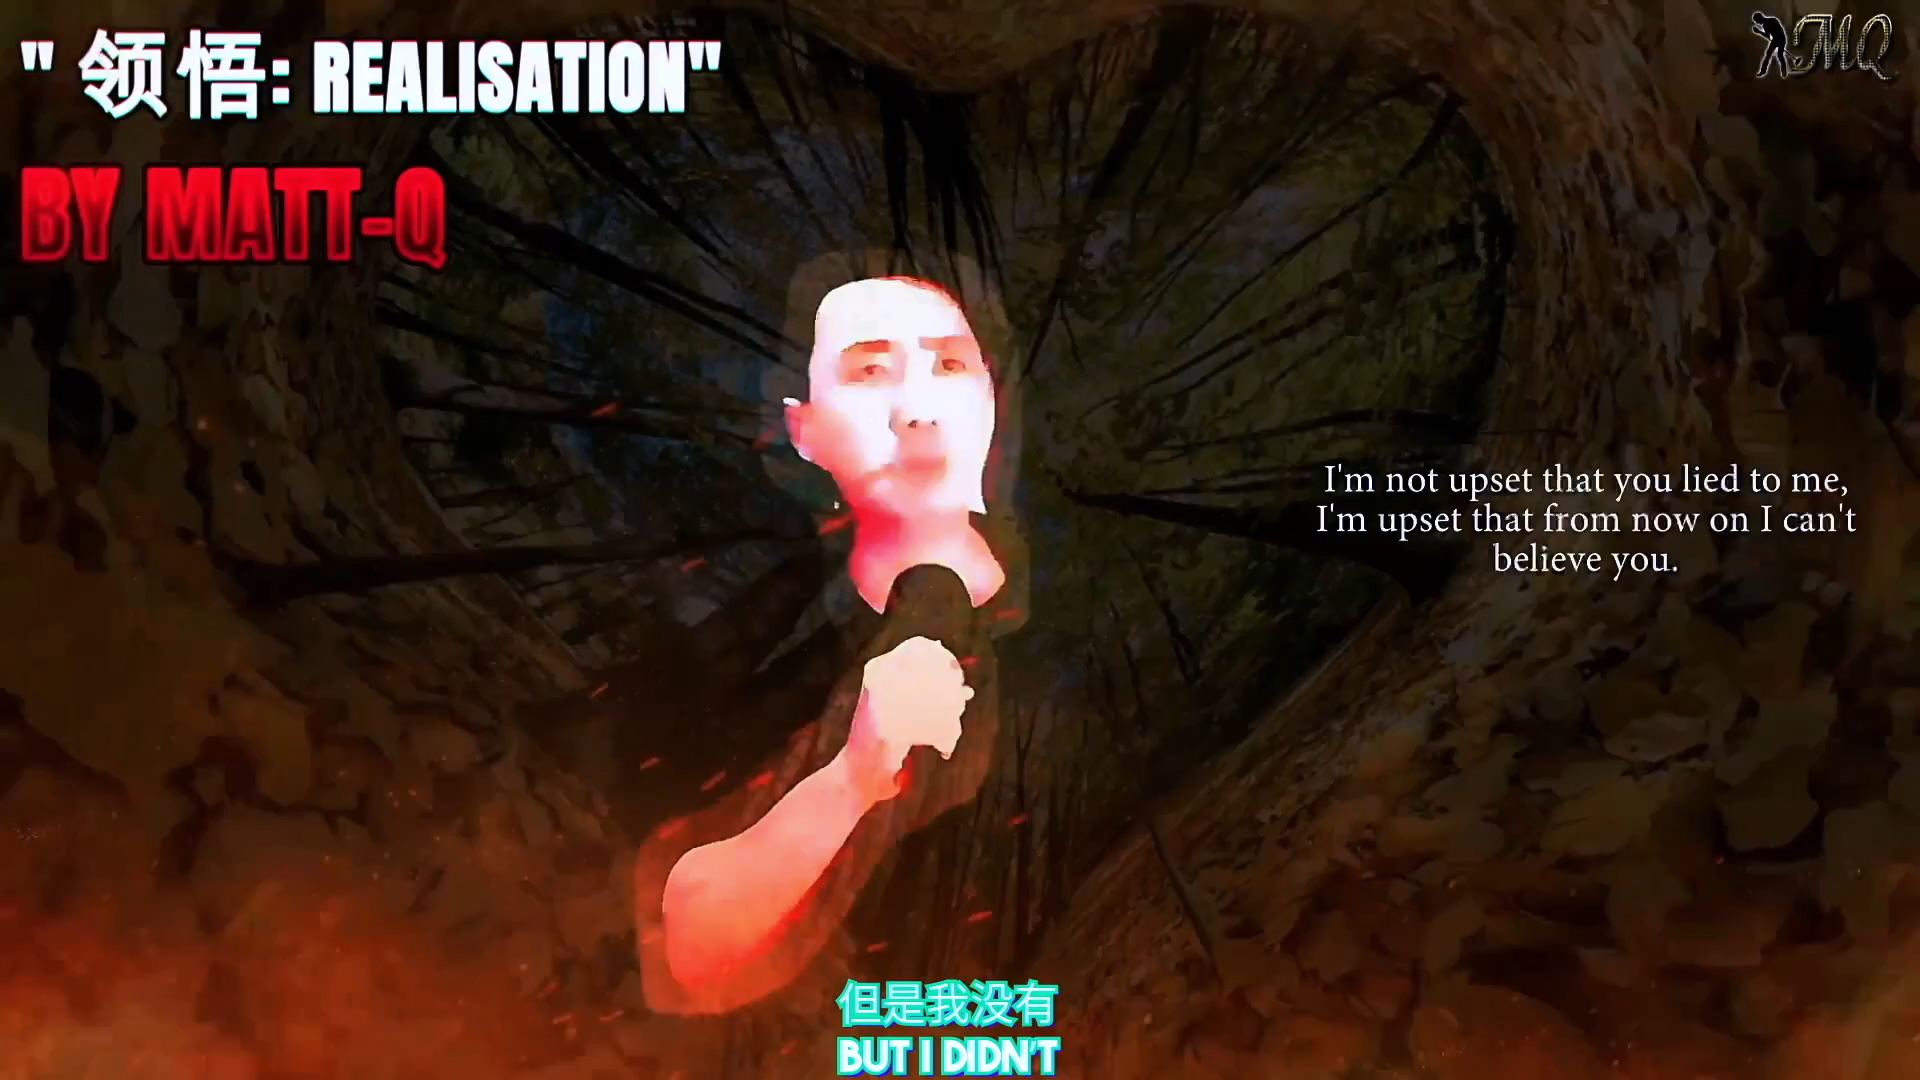 " 领悟: REALISATION"
BY MATT-Q
MQ
I'm not upset that you lied to me,
I'm upset that from now on I can't
believe you.
但是我没有
BUT I DIDN'T